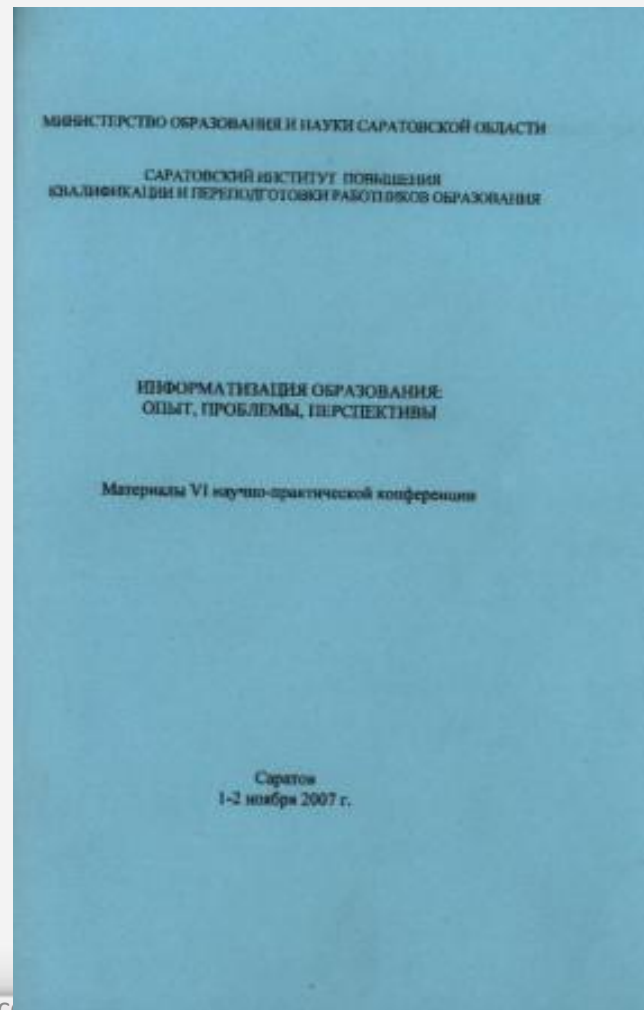 МИНИСТЕРСТВО ОБРАЗОВАНИЯ И НАУКИ САРАТОВСКОЙ ОБЛАСТИ
САРАТОВСКИЙ ИНСТИТУТ ПОВЫШЕНИЯ
КВАЛИФИКАЦИИ И ПЕРЕПОДГОТОВКИ РАБОТНИКОВ ОБРАЗОВАНИЯ
ИНФОРМАТИЗАЦИЯ ОБРАЗОВАНИЯ:
ОПЫТ, ПРОБЛЕМЫ, ПЕРСПЕКТИВЫ
Материалы VI научно-практической конференции
Саратов
1-2 ноября 2007 г.